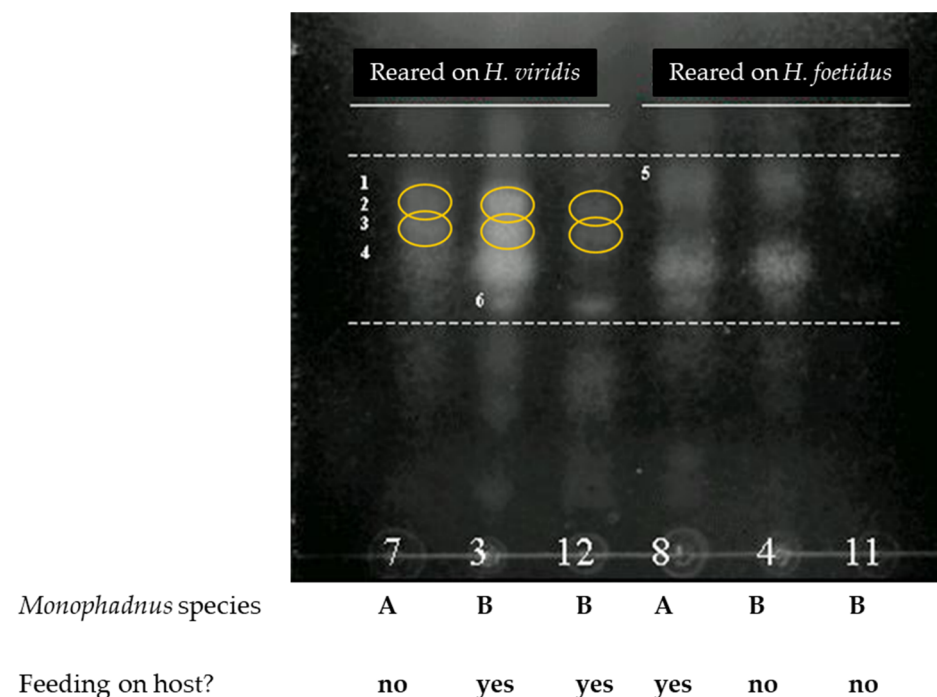 Reared on H. viridis Reared on H. foetidus
5
1
2
3
4
6
7 3 12 8 4 11
Monophadnus species A B B A B B
Feeding on host? no yes yes yes no no